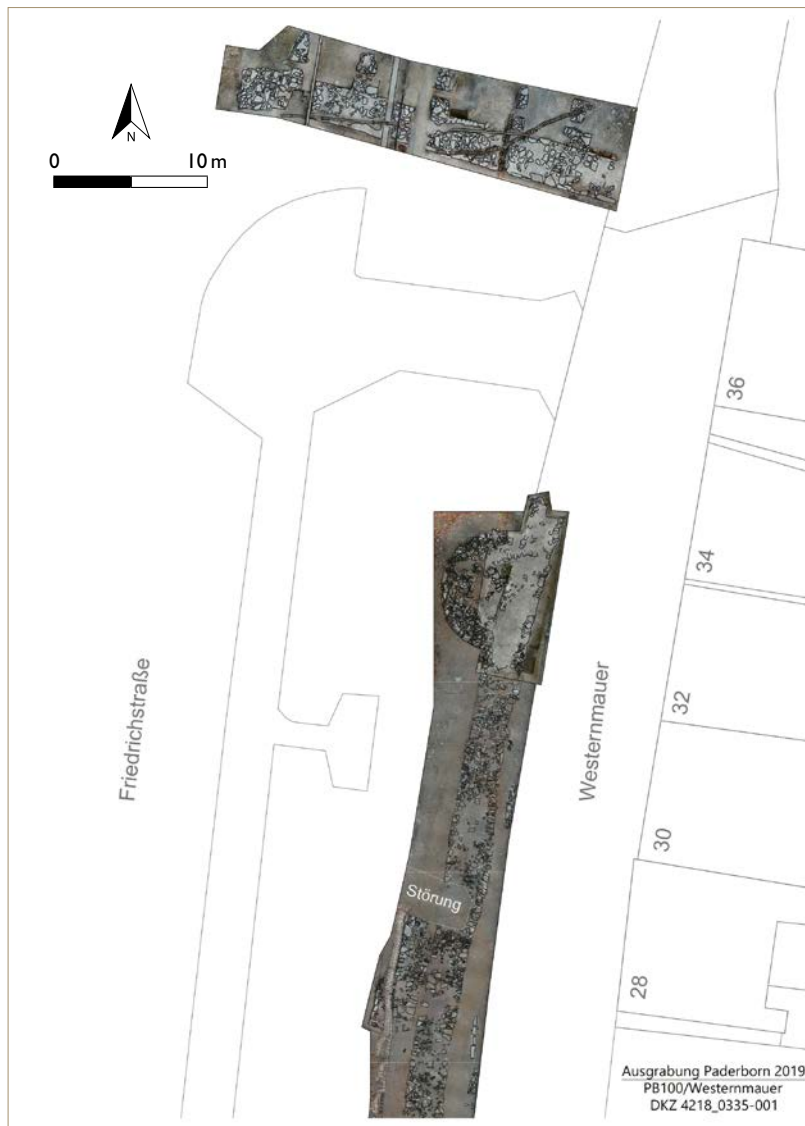 N
0 10 m
36
34
Friedrichstraße
Westernmauer
32
30
Störung
28
Ausgrabung Paderborn 2019
PB100/Westernmauer
DKZ 4218_0335-001